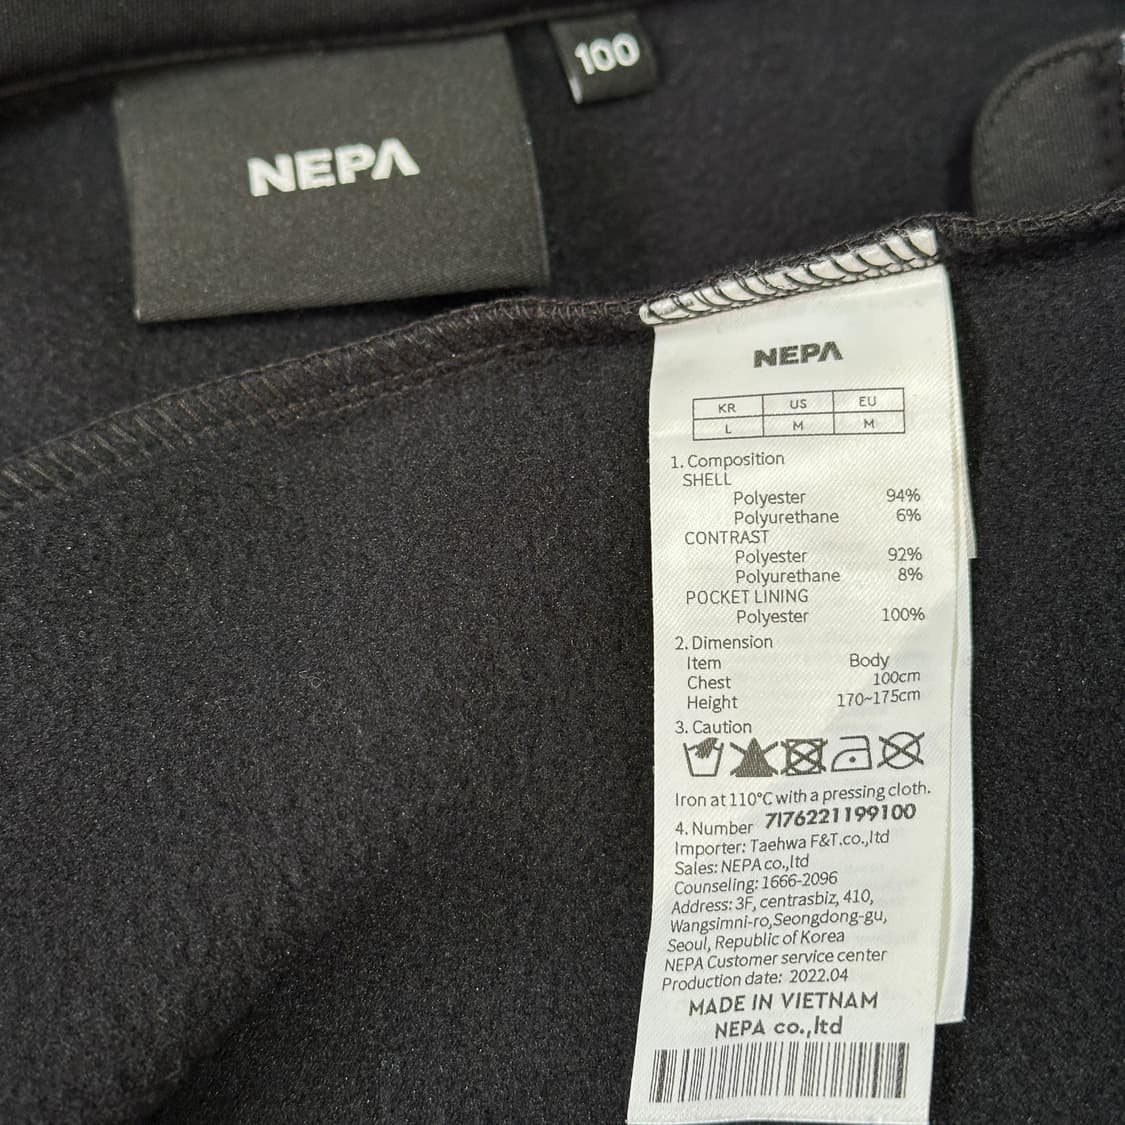 NEPA
100
NEPA
KR US EU
L M M
1. Composition
SHELL
Polyester 94%
Polyurethane 6%
CONTRAST
Polyester 92%
Polyurethane 8%
POCKET LINING
Polyester 100%
2. Dimension
Item Body
Chest 100cm
Height 170~175cm
3. Caution
Iron at 110℃ with a pressing cloth.
4. Number 7I76221199100
Importer: Taehwa F&T.co.,ltd
Sales: NEPA co.,ltd
Counseling: 1666-2096
Address: 3F, centrasbiz, 410,
Wangsimni-ro,Seongdong-gu,
Seoul, Republic of Korea
NEPA Customer service center
Production date: 2022.04
MADE IN VIETNAM
NEPA co.,ltd